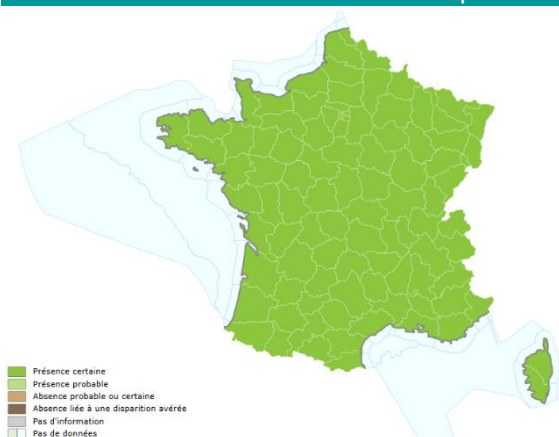 Présence certaine
Présence probable
Absence probable ou certaine
Absence liée à une disparition avérée
Pas d'information
Pas de données